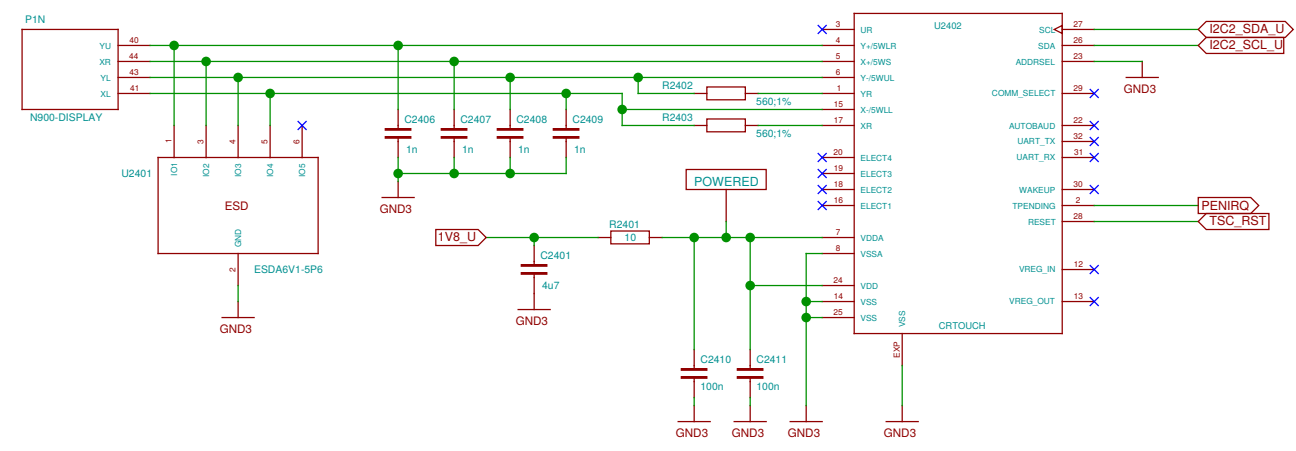 P1N
YU 40
XR 44
YL 43
XL 41
N900-DISPLAY
U2401
1
3
4
5
6
IO1
IO2
IO3
IO4
IO5
ESD
GND
2
ESDA6V1-5P6
GND3
C2406
1n
C2407
1n
C2408
1n
C2409
1n
GND3
R2402
560;1%
R2403
560;1%
POWERED
1V8_U
R2401
10
C2401
4u7
GND3
C2410
100n
GND3
C2411
100n
GND3
GND3
U2402
3 UR
4 Y+/5WLR
5 X+/5WS
6 Y-/5WUL
1 YR
15 X-/5WLL
17 XR
20 ELECT4
19 ELECT3
18 ELECT2
16 ELECT1
7 VDDA
8 VSSA
24 VDD
14 VSS
25 VSS
VSS
EXP
GND3
CRTOUCH
SCL 27
SDA 26
ADDRSEL 23
COMM_SELECT 29
AUTOBAUD 22
UART_TX 32
UART_RX 31
WAKEUP 30
TPENDING 2
RESET 28
VREG_IN 12
VREG_OUT 13
I2C2_SDA_U
I2C2_SCL_U
GND3
PENIRQ
TSC_RST